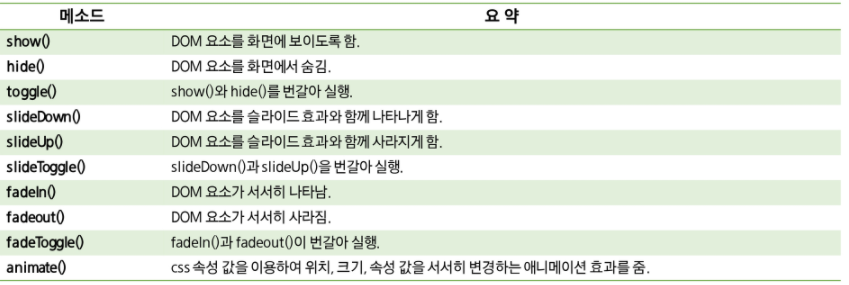 메소드 요 약
show() DOM 요소를 화면에 보이도록 함.
hide() DOM 요소를 화면에서 숨김.
toggle() show()와 hide()를 번갈아 실행.
slideDown() DOM 요소를 슬라이드 효과와 함께 나타나게 함.
slideUp() DOM 요소를 슬라이드 효과와 함께 사라지게 함.
slideToggle() slideDown()과 slideUp()을 번갈아 실행.
fadeIn() DOM 요소가 서서히 나타남.
fadeout() DOM 요소가 서서히 사라짐.
fadeToggle() fadeIn()과 fadeout()이 번갈아 실행.
animate() css 속성 값을 이용하여 위치, 크기, 속성 값을 서서히 변경하는 애니메이션 효과를 줌.